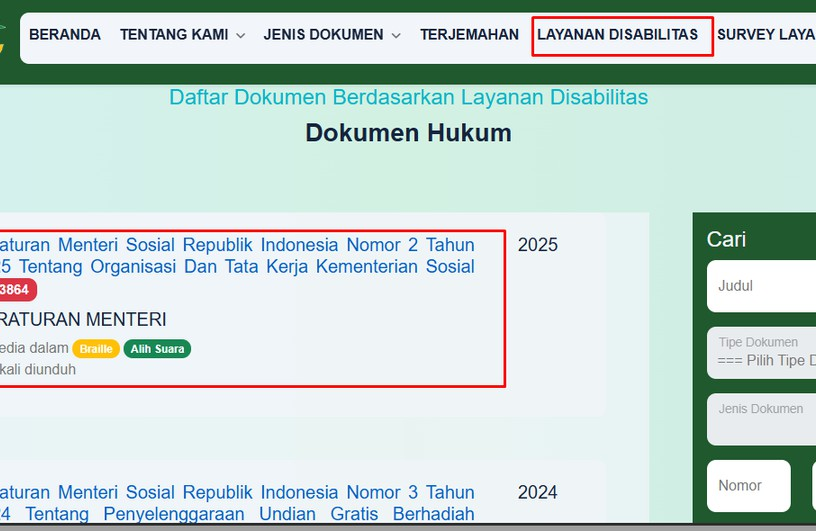 BERANDA TENTANG KAMI JENIS DOKUMEN TERJEMAHAN LAYANAN DISABILITAS SURVEY LAYA
Daftar Dokumen Berdasarkan Layanan Disabilitas
Dokumen Hukum
aturan Menteri Sosial Republik Indonesia Nomor 2 Tahun
25 Tentang Organisasi Dan Tata Kerja Kementerian Sosial
3864
RATURAN MENTERI
edia dalam Braille Alih Suara
kali diunduh
2025
aturan Menteri Sosial Republik Indonesia Nomor 3 Tahun
24 Tentang Penyelenggaraan Undian Gratis Berhadiah
2024
Cari
Judul
Tipe Dokumen
=== Pilih Tipe D
Jenis Dokumen
Nomor